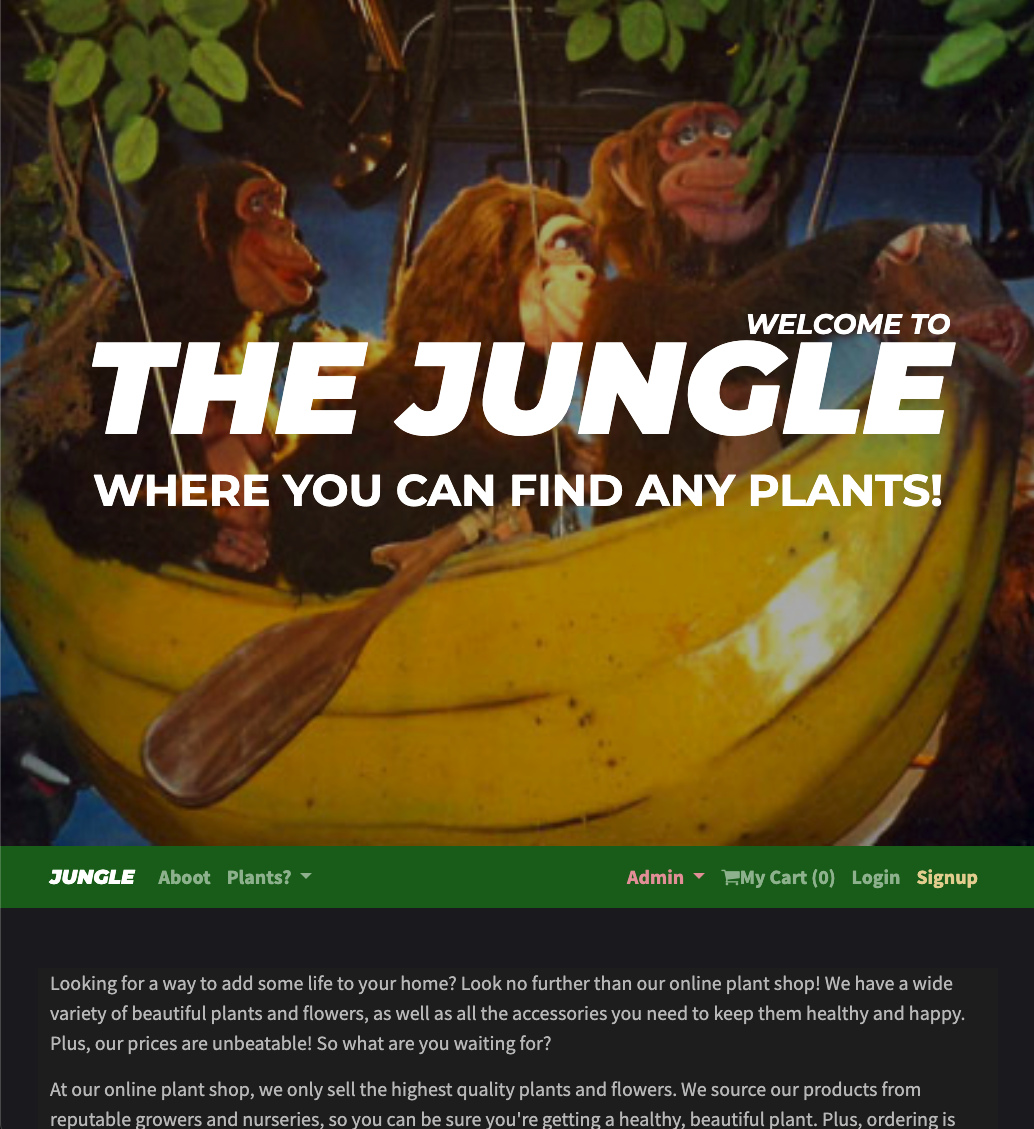 WELCOME TO
THE JUNGLE
WHERE YOU CAN FIND ANY PLANTS!
JUNGLE Aboot Plants? Admin My Cart (0) Login Signup
Looking for a way to add some life to your home? Look no further than our online plant shop! We have a wide
variety of beautiful plants and flowers, as well as all the accessories you need to keep them healthy and happy.
Plus, our prices are unbeatable! So what are you waiting for?
At our online plant shop, we only sell the highest quality plants and flowers. We source our products from
reputable growers and nurseries, so you can be sure you're getting a healthy, beautiful plant. Plus, ordering is